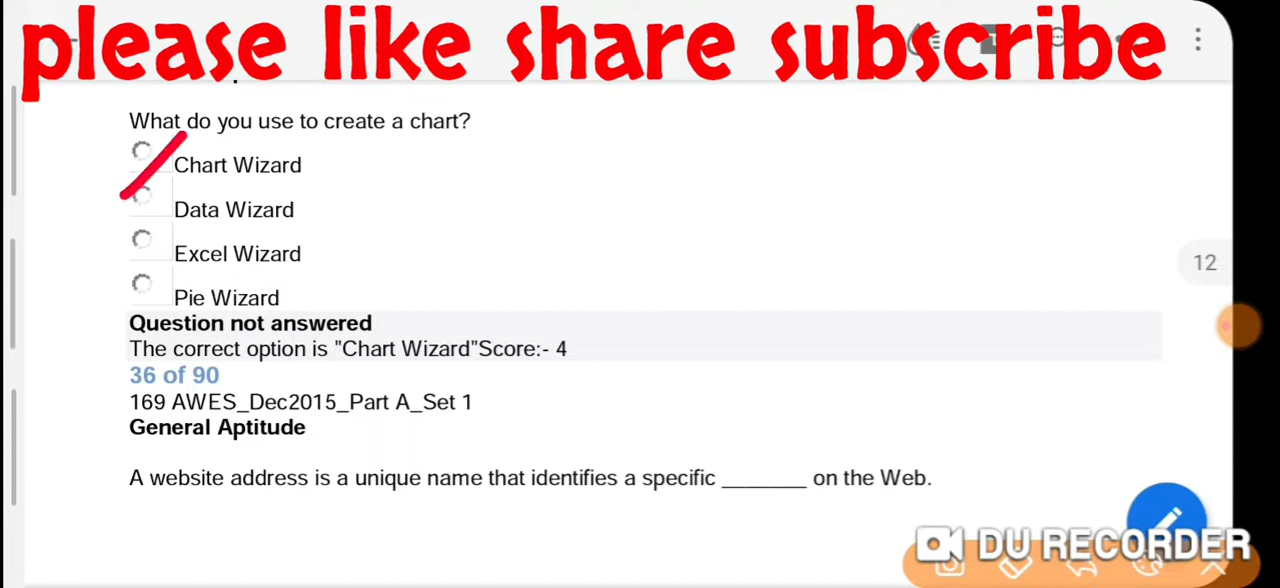 please like share subscribe
What do you use to create a chart?
Chart Wizard
Data Wizard
Excel Wizard
Pie Wizard
12
Question not answered
The correct option is "Chart Wizard"Score:- 4
36 of 90
169 AWES_Dec2015_Part A_Set 1
General Aptitude
A website address is a unique name that identifies a specific _______ on the Web.
DU RECORDER